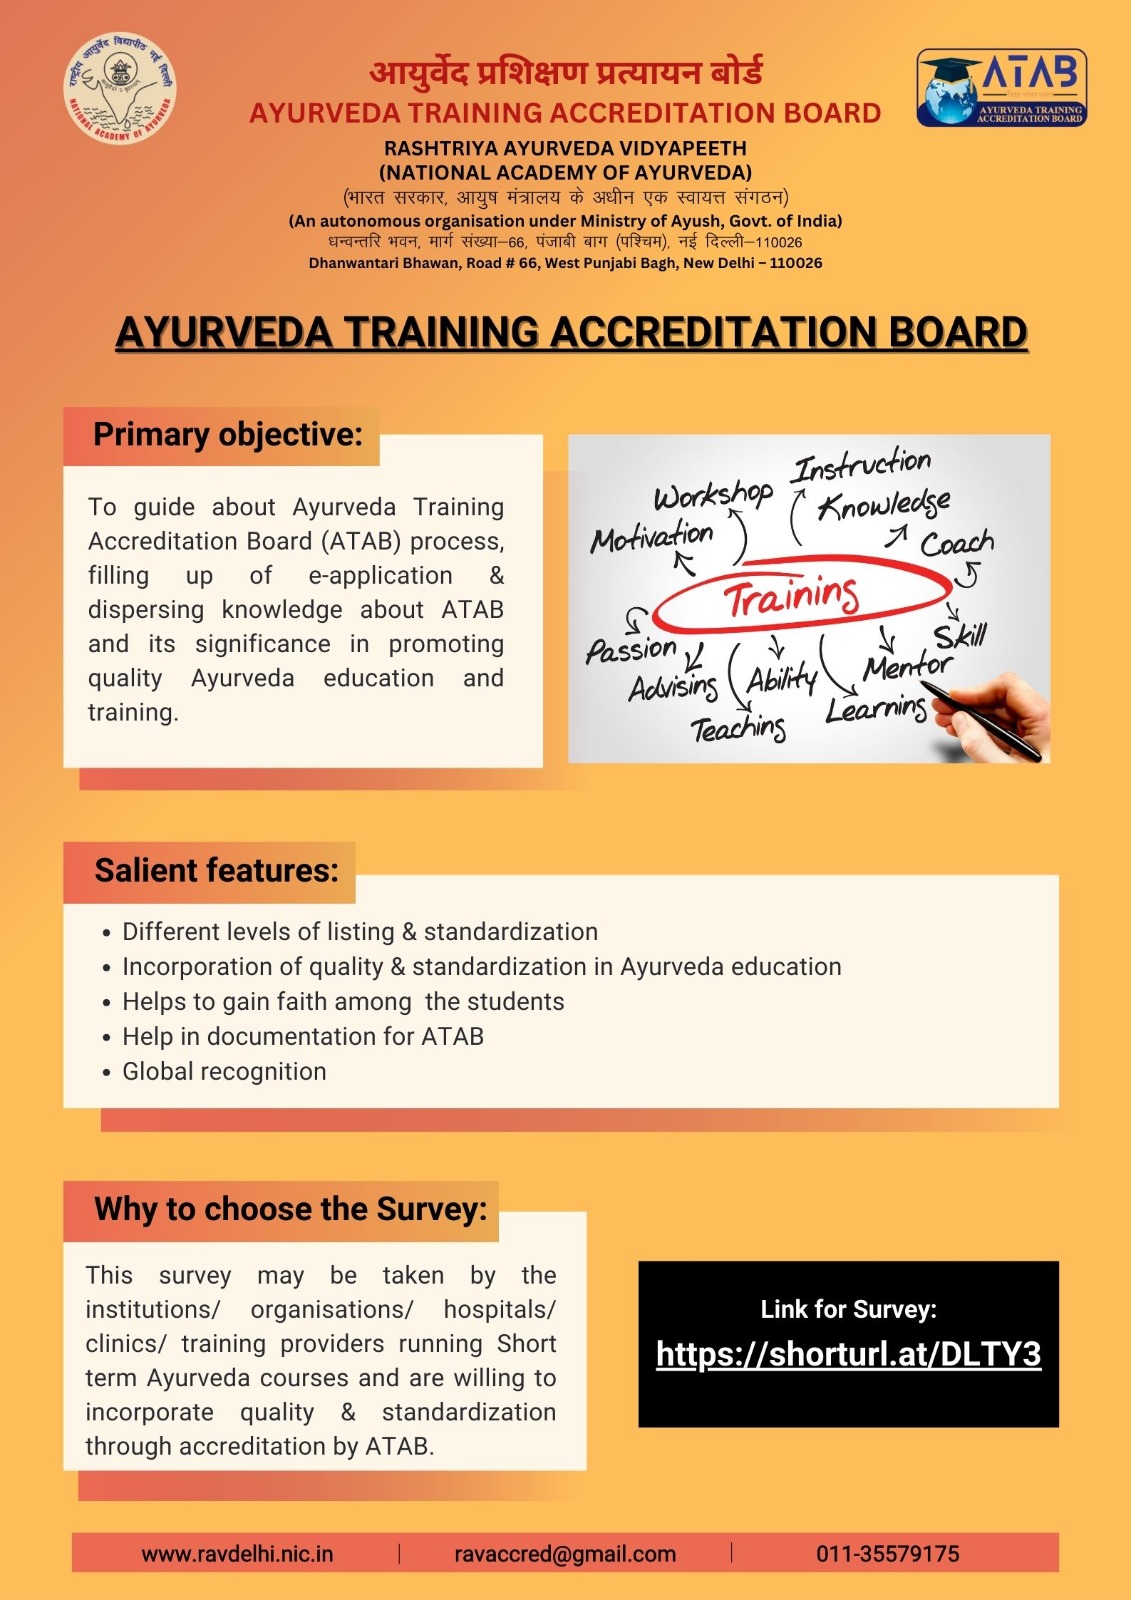 राष्ट्रीय आयुर्वेद विद्यापीठ नई दिल्ली
NATIONAL ACADEMY OF AYURVEDA
आयुर्वेद प्रशिक्षण प्रत्यायन बोर्ड
AYURVEDA TRAINING ACCREDITATION BOARD
RASHTRIYA AYURVEDA VIDYAPEETH
(NATIONAL ACADEMY OF AYURVEDA)
(भारत सरकार, आयुष मंत्रालय के अधीन एक स्वायत्त संगठन)
(An autonomous organisation under Ministry of Ayush, Govt. of India)
धन्वन्तरि भवन, मार्ग संख्या–66, पंजाबी बाग (पश्चिम), नई दिल्ली–110026
Dhanwantari Bhawan, Road # 66, West Punjabi Bagh, New Delhi – 110026
ATAB
AYURVEDA TRAINING
ACCREDITATION BOARD
AYURVEDA TRAINING ACCREDITATION BOARD
Primary objective:
To guide about Ayurveda Training
Accreditation Board (ATAB) process,
filling up of e-application &
dispersing knowledge about ATAB
and its significance in promoting
quality Ayurveda education and
training.
Instruction
Workshop
Knowledge
Motivation
Coach
Training
Passion
Skill
Advising
Ability
Mentor
Teaching
Learning
Salient features:
• Different levels of listing & standardization
• Incorporation of quality & standardization in Ayurveda education
• Helps to gain faith among the students
• Help in documentation for ATAB
• Global recognition
Why to choose the Survey:
This survey may be taken by the
institutions/ organisations/ hospitals/
clinics/ training providers running Short
term Ayurveda courses and are willing to
incorporate quality & standardization
through accreditation by ATAB.
Link for Survey:
https://shorturl.at/DLTY3
www.ravdelhi.nic.in | ravaccred@gmail.com | 011-35579175